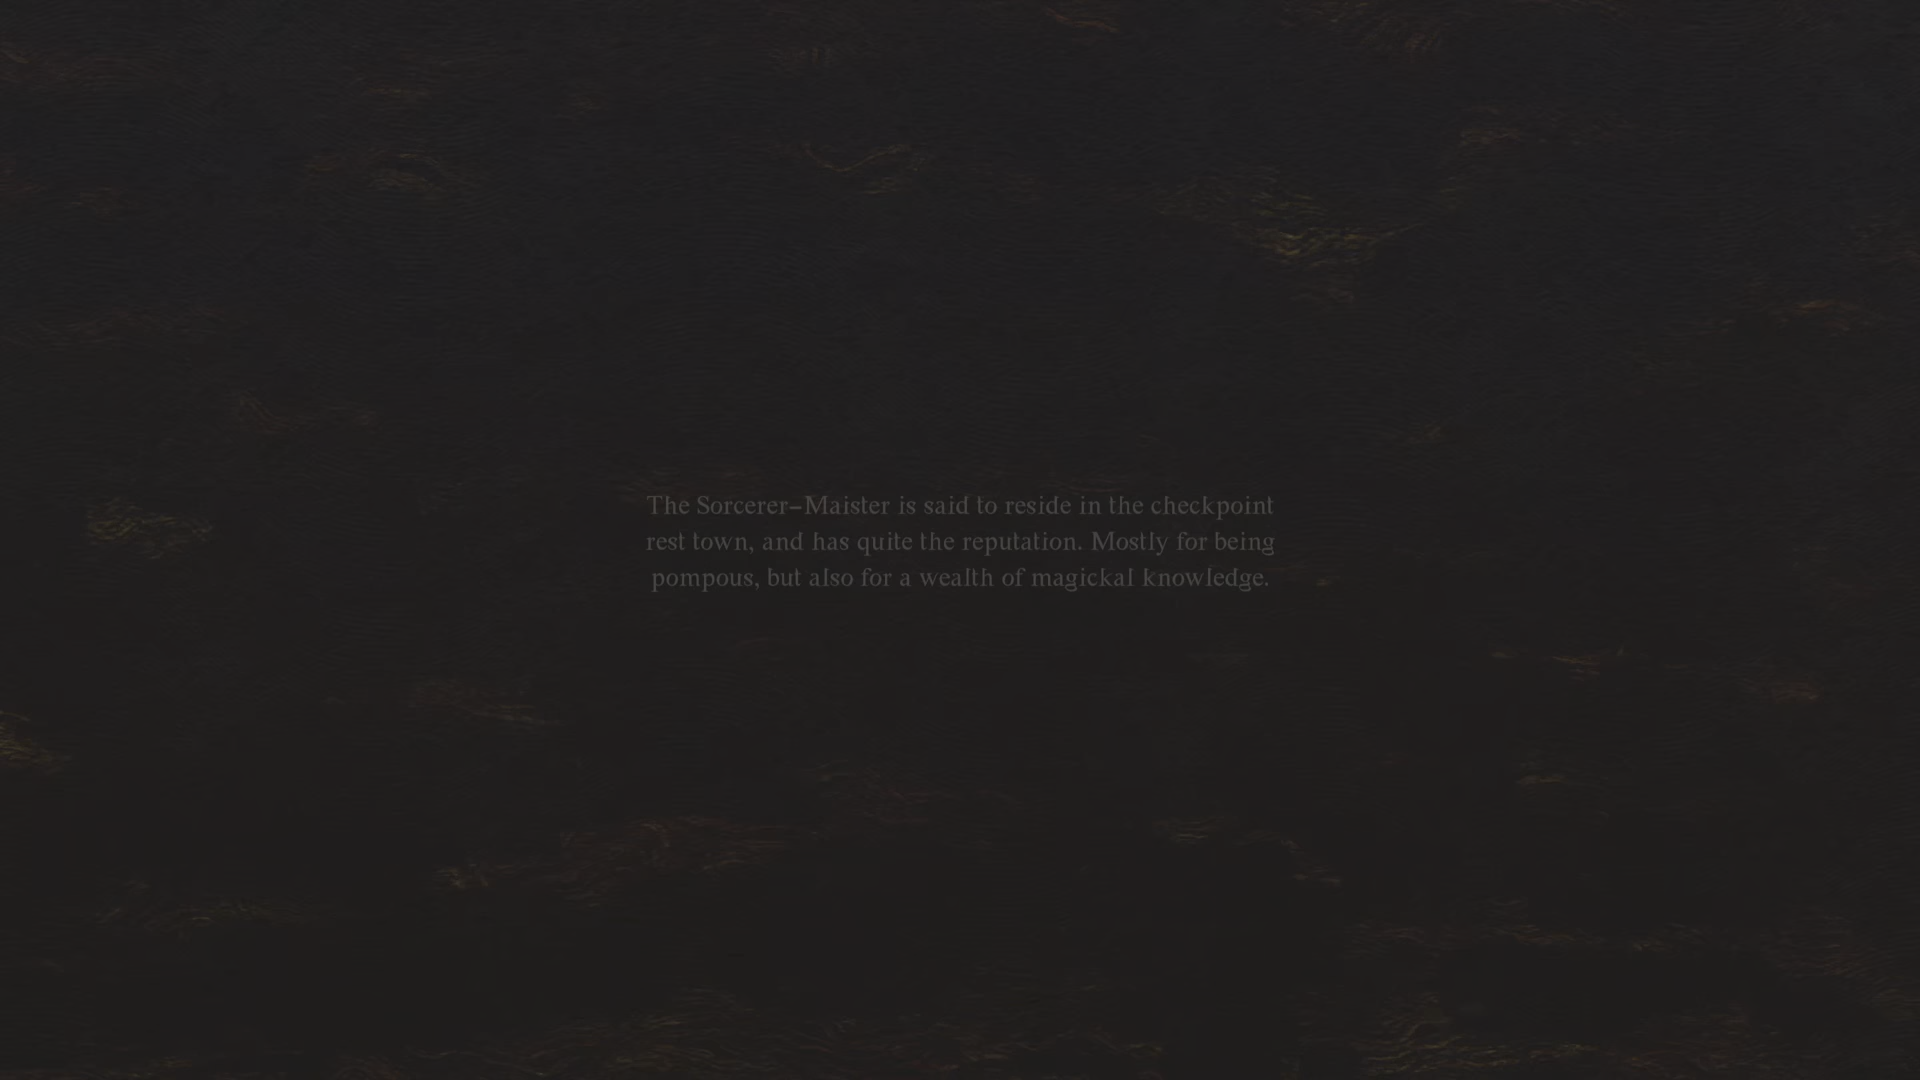 The Sorcerer–Maister is said to reside in the checkpoint
rest town, and has quite the reputation. Mostly for being
pompous, but also for a wealth of magickal knowledge.